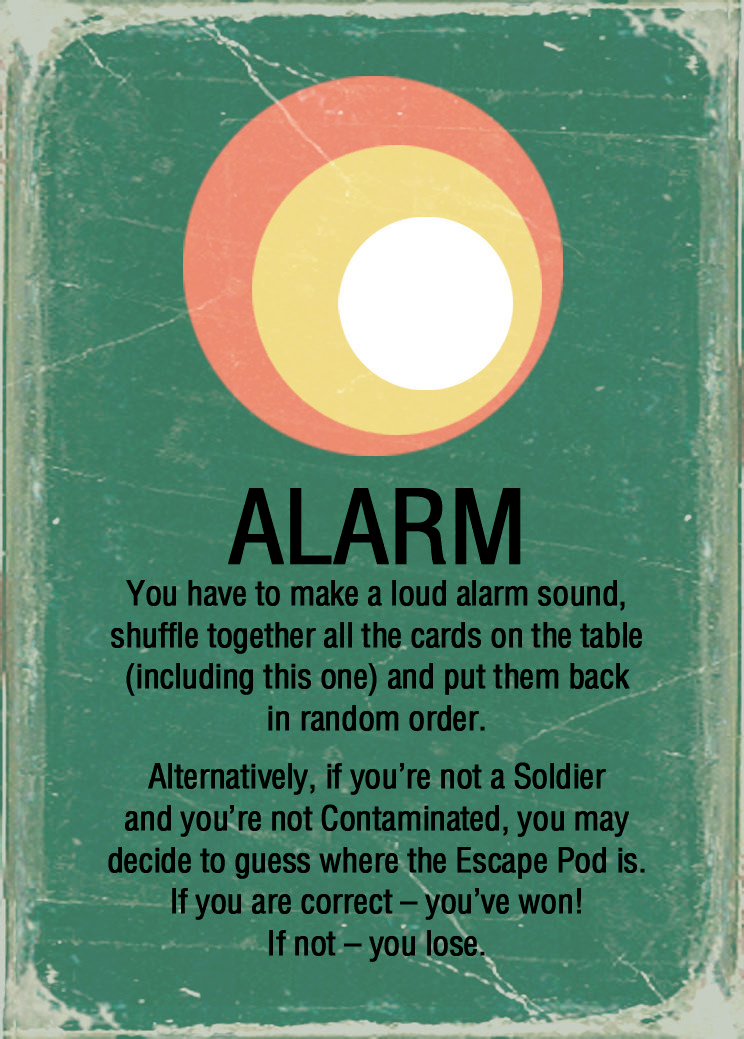 ALARM
You have to make a loud alarm sound,
shuffle together all the cards on the table
(including this one) and put them back
in random order.
Alternatively, if you’re not a Soldier
and you’re not Contaminated, you may
decide to guess where the Escape Pod is.
If you are correct – you’ve won!
If not – you lose.